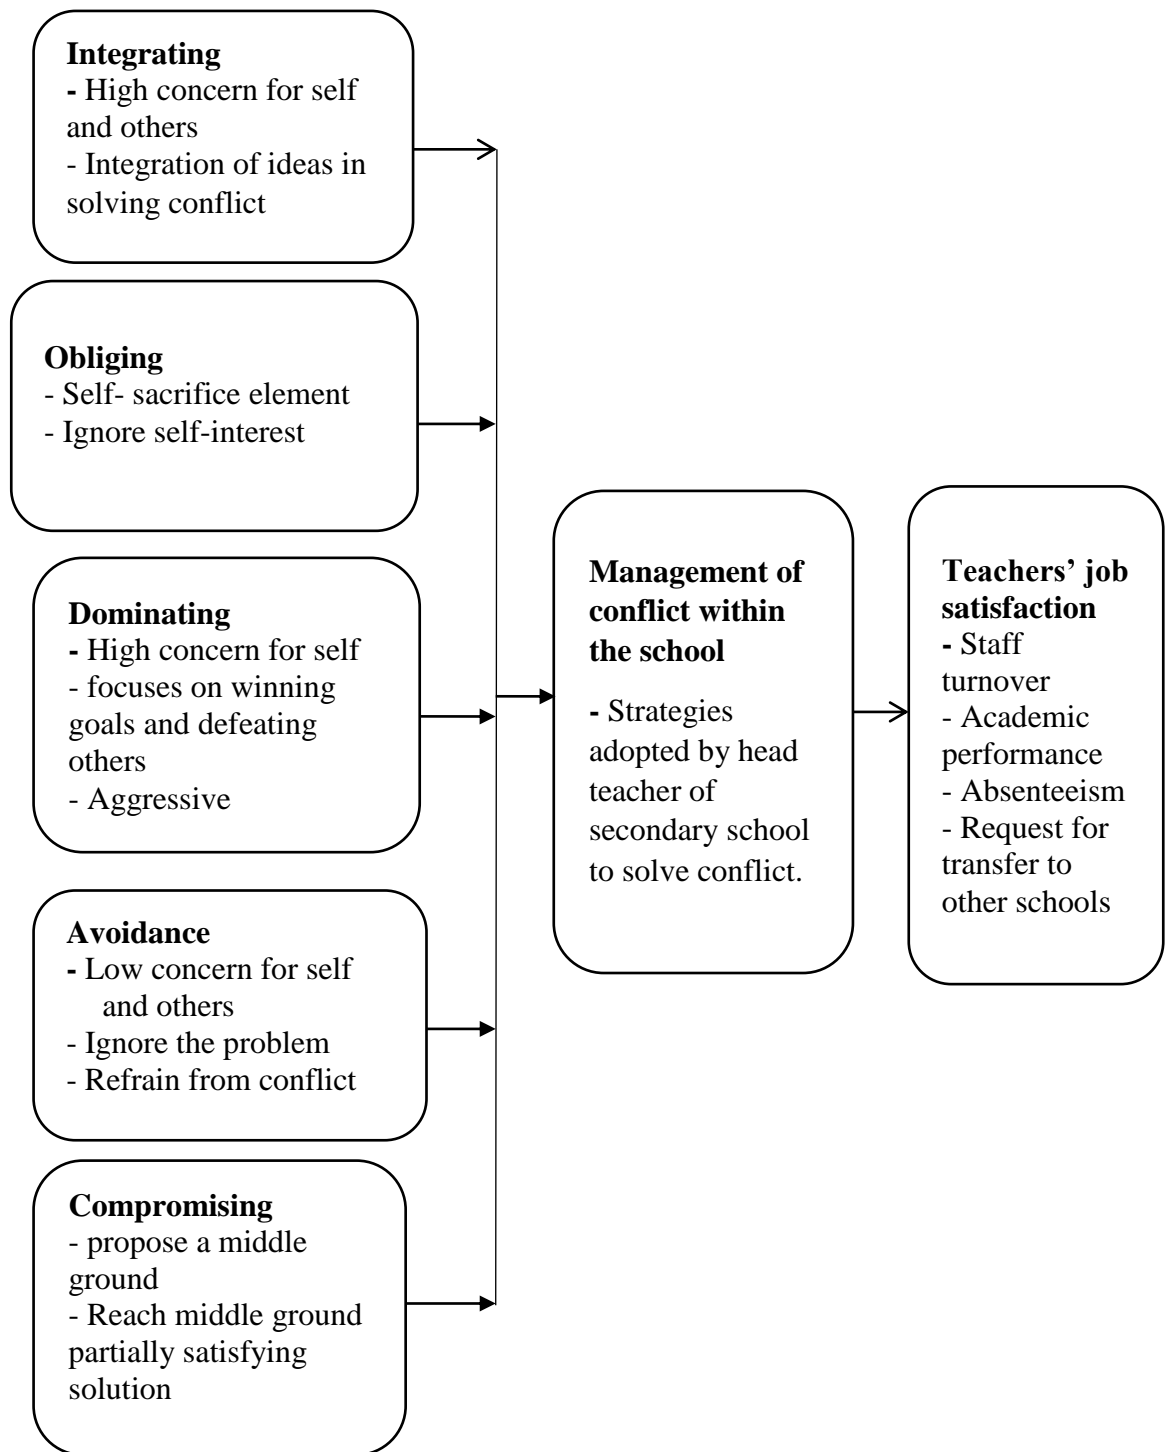 Integrating
- High concern for self
and others
- Integration of ideas in
solving conflict
Obliging
- Self- sacrifice element
- Ignore self-interest
Dominating
- High concern for self
- focuses on winning
goals and defeating
others
- Aggressive
Avoidance
- Low concern for self
and others
- Ignore the problem
- Refrain from conflict
Compromising
- propose a middle
ground
- Reach middle ground
partially satisfying
solution
Management of
conflict within
the school
- Strategies
adopted by head
teacher of
secondary school
to solve conflict.
Teachers’ job
satisfaction
- Staff
turnover
- Academic
performance
- Absenteeism
- Request for
transfer to
other schools